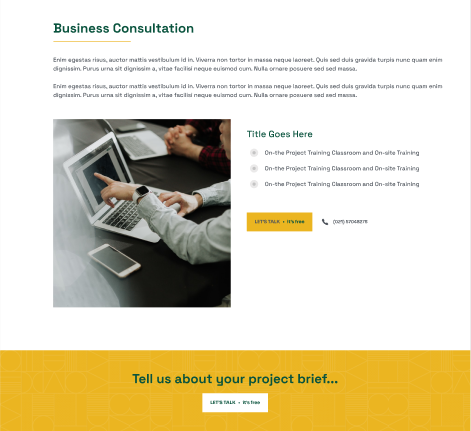 Business Consultation
Enim egestas risus, auctor mattis vestibulum id in. Viverra non tortor in massa neque laoreet. Quis sed duis gravida turpis nunc quam enim
dignissim. Purus urna sit dignissim a, vitae facilisi neque euismod cum. Nulla ornare posuere sed sed massa.
Enim egestas risus, auctor mattis vestibulum id in. Viverra non tortor in massa neque laoreet. Quis sed duis gravida turpis nunc quam enim
dignissim. Purus urna sit dignissim a, vitae facilisi neque euismod cum. Nulla ornare posuere sed sed massa.
Title Goes Here
On-the Project Training Classroom and On-site Training
On-the Project Training Classroom and On-site Training
On-the Project Training Classroom and On-site Training
LET'S TALK • It's free
Tell us about your project brief...
LET'S TALK • It's free